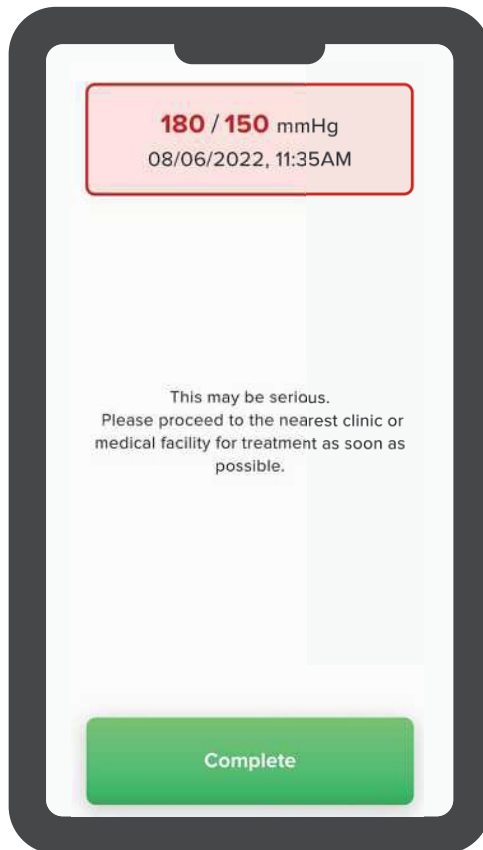 180 / 150 mmHg
08/06/2022, 11:35AM
This may be serious.
Please proceed to the nearest clinic or
medical facility for treatment as soon as
possible.
Complete